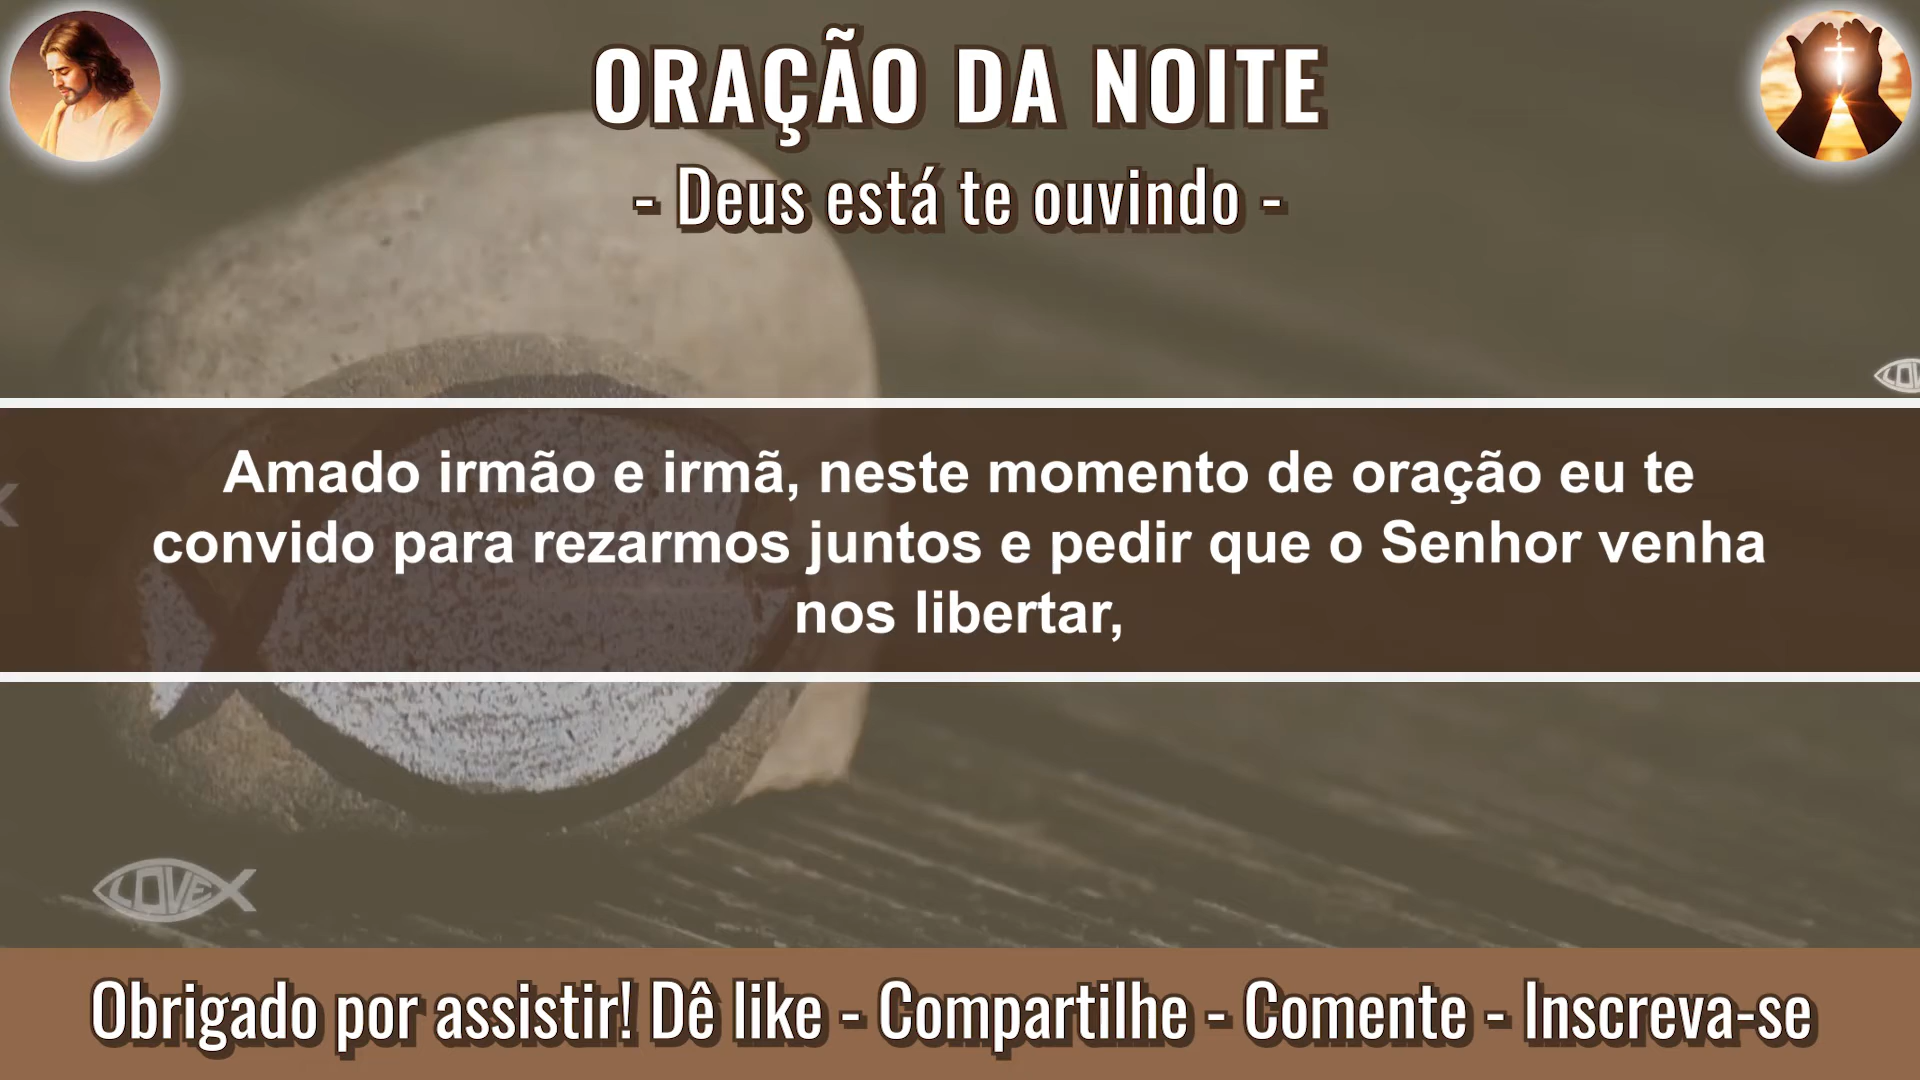 ORAÇÃO DA NOITE
- Deus está te ouvindo -
LOV
Amado irmão e irmã, neste momento de oração eu te
convido para rezarmos juntos e pedir que o Senhor venha
nos libertar,
LOVE
Obrigado por assistir! Dê like - Compartilhe - Comente - Inscreva-se